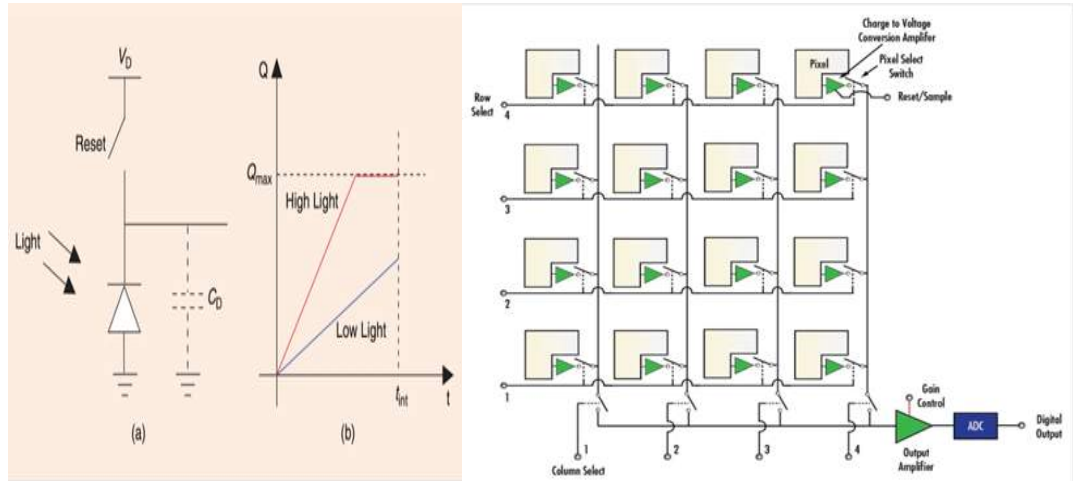 V_D
Reset
Light
C_D
(a)
Q
Q_max
High Light
Low Light
t_int
t
(b)
Charge to Voltage
Conversion Amplifer
Pixel
Pixel Select
Switch
Reset/Sample
Row
Select
4
3
2
1
1
2
3
4
Column Select
Gain
Control
Output
Amplifier
ADC
Digital
Output